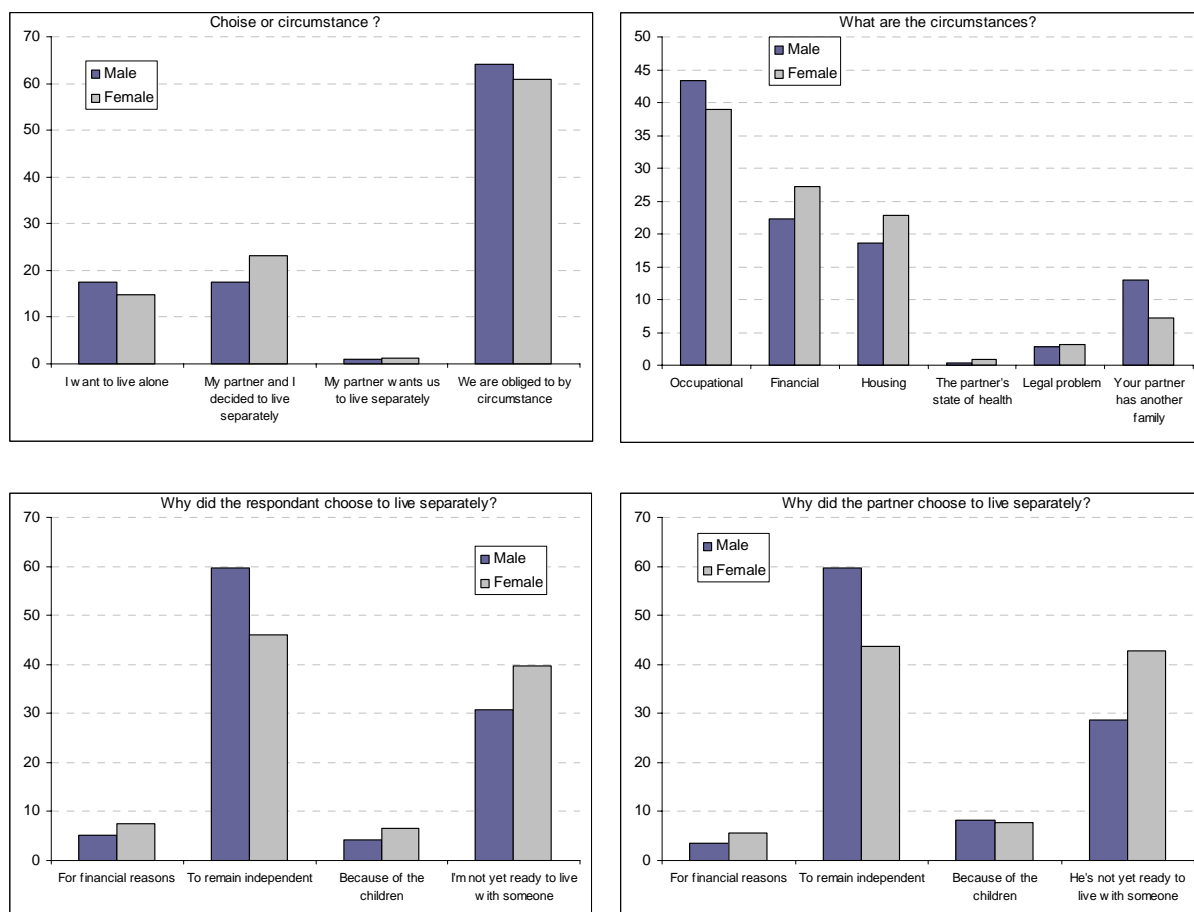 Choise or circumstance ?
70
60
50
40
30
20
10
0
Male
Female
I want to live alone
My partner and I
decided to live
separately
My partner wants us
to live separately
We are obliged to by
circumstance
What are the circumstances?
50
45
40
35
30
25
20
15
10
5
0
Male
Female
Occupational
Financial
Housing
The partner's
state of health
Legal problem
Your partner
has another
family
Why did the respondant choose to live separately?
70
60
50
40
30
20
10
0
Male
Female
For financial reasons
To remain independent
Because of the
children
I'm not yet ready to live
with someone
Why did the partner choose to live separately?
70
60
50
40
30
20
10
0
Male
Female
For financial reasons
To remain independent
Because of the
children
He's not yet ready to
live with someone